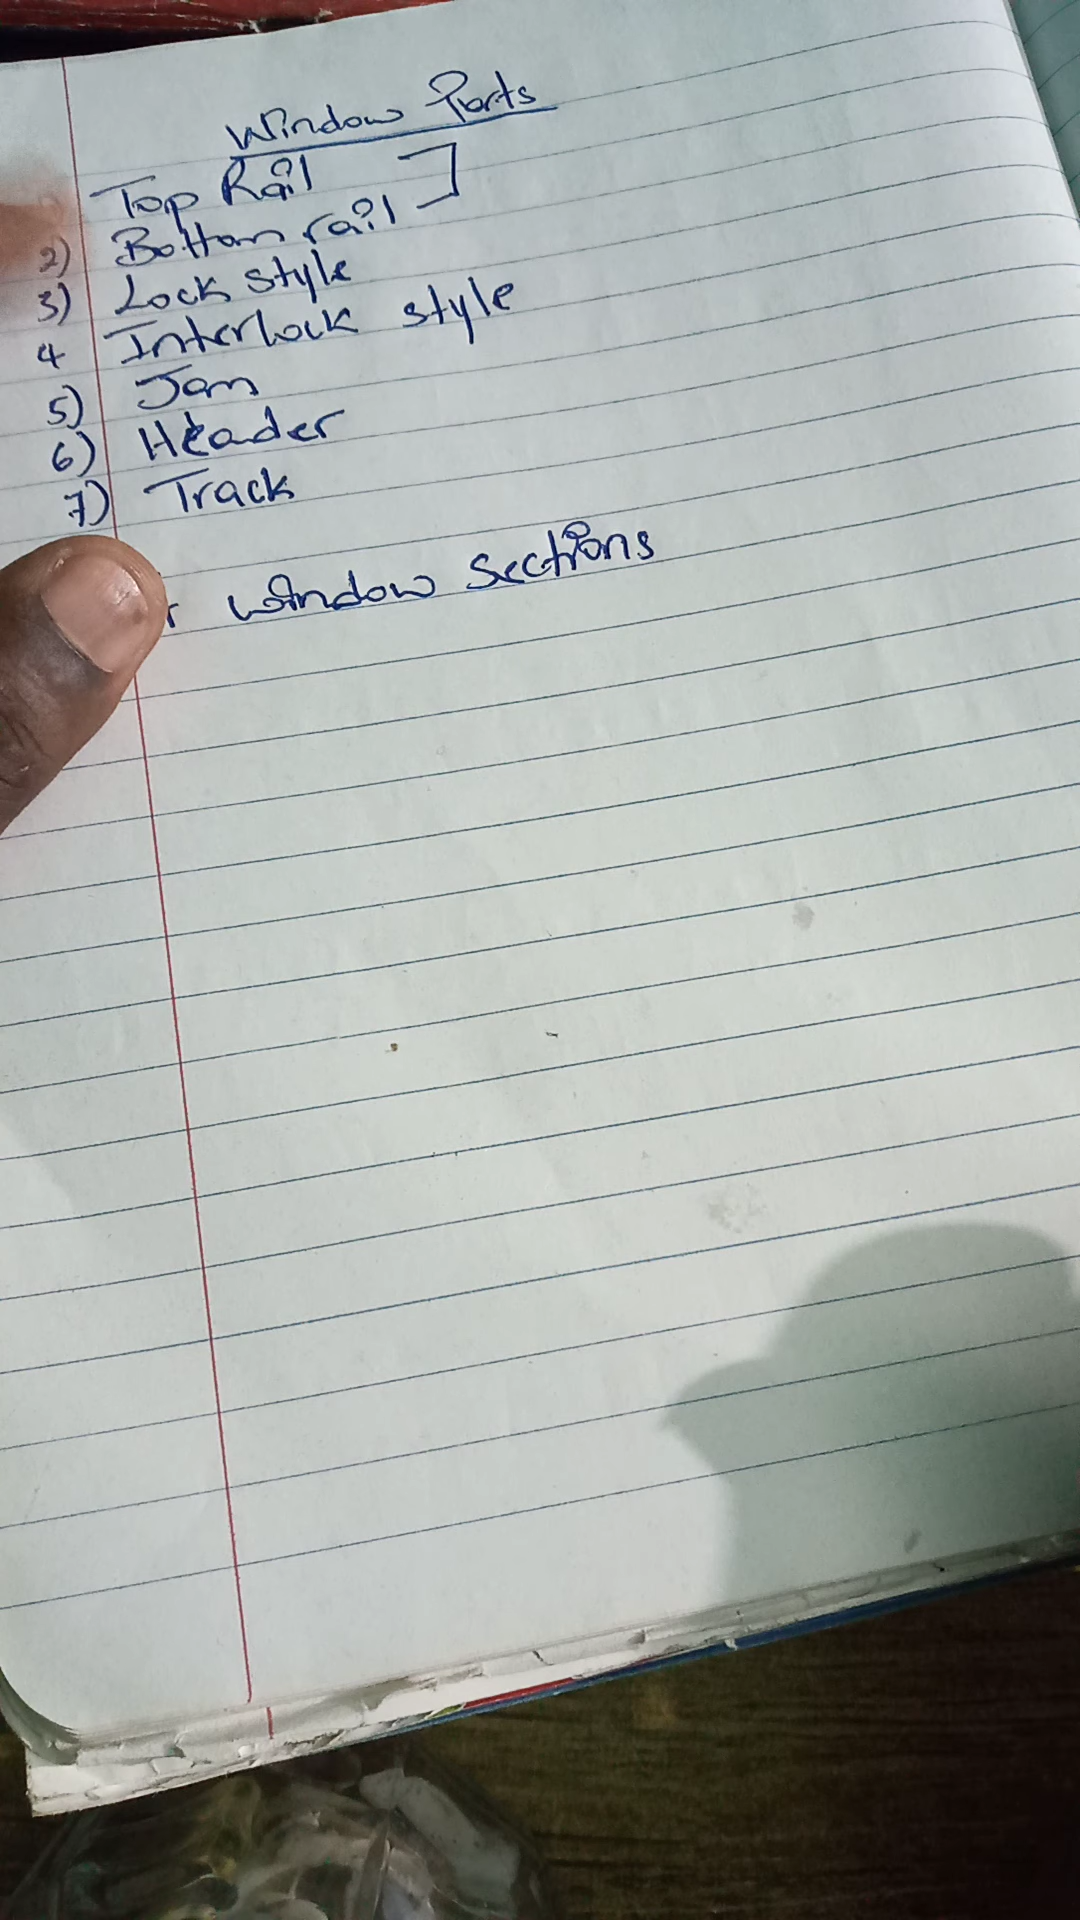 Window Parts
Top Rail
2) Bottom rail
3) Lock style
4 Interlock style
5) Jam
6) Header
7) Track
window sections